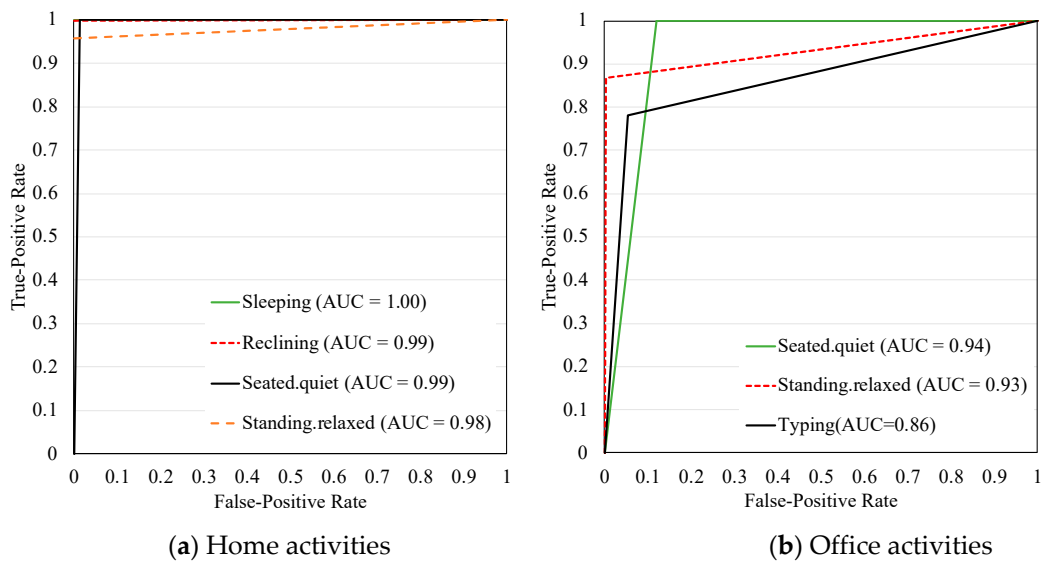 1
0.9
0.8
0.7
0.6
0.5
0.4
0.3
0.2
0.1
0
True-Positive Rate
Sleeping (AUC = 1.00)
Reclining (AUC = 0.99)
Seated.quiet (AUC = 0.99)
Standing.relaxed (AUC = 0.98)
0 0.1 0.2 0.3 0.4 0.5 0.6 0.7 0.8 0.9 1
False-Positive Rate
(a) Home activities
1
0.9
0.8
0.7
0.6
0.5
0.4
0.3
0.2
0.1
0
True-Positive Rate
Seated.quiet (AUC = 0.94)
Standing.relaxed (AUC = 0.93)
Typing(AUC=0.86)
0 0.1 0.2 0.3 0.4 0.5 0.6 0.7 0.8 0.9 1
False-Positive Rate
(b) Office activities